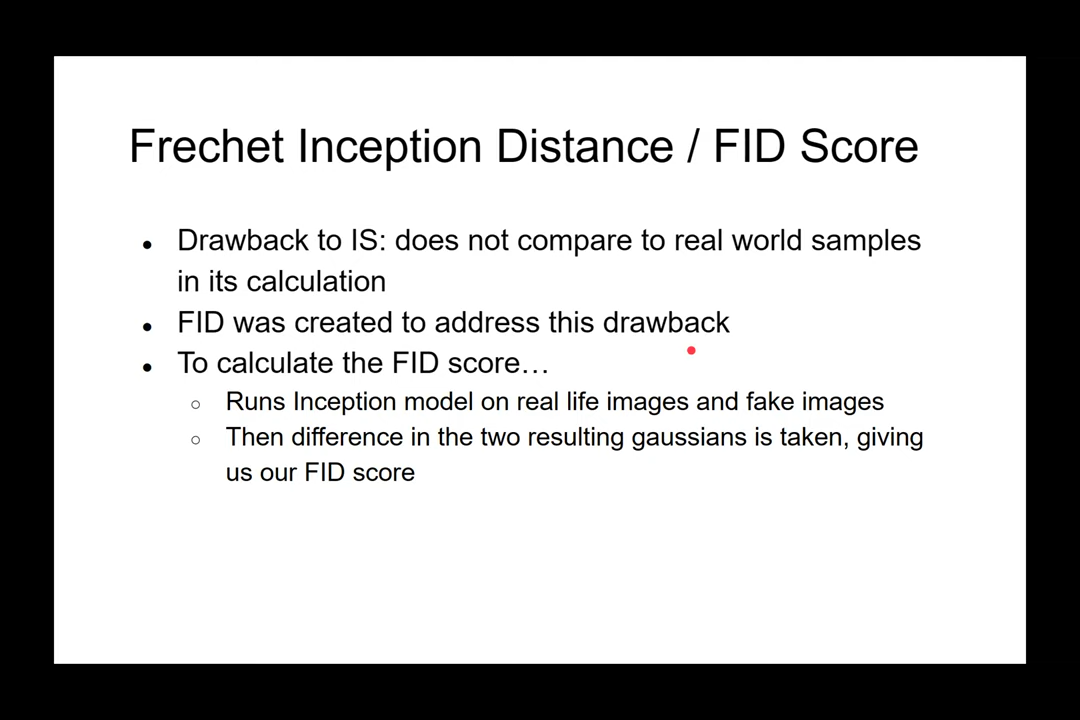 Frechet Inception Distance / FID Score
● Drawback to IS: does not compare to real world samples
in its calculation
● FID was created to address this drawback
● To calculate the FID score…
○ Runs Inception model on real life images and fake images
○ Then difference in the two resulting gaussians is taken, giving
us our FID score